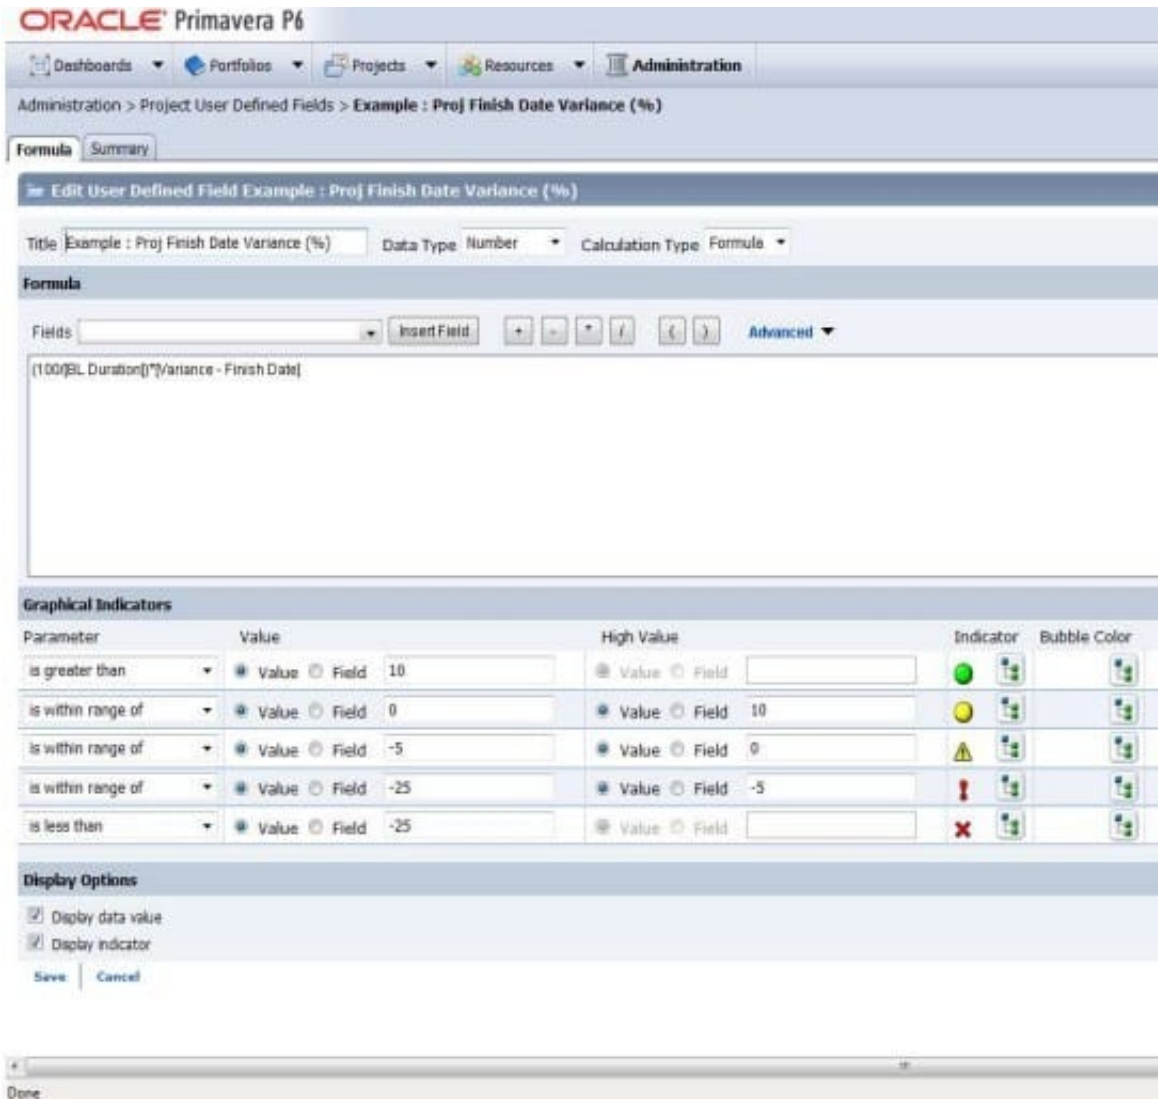 ORACLE Primavera P6
Dashboards Portfolios Projects Resources Administration
Administration > Project User Defined Fields > Example : Proj Finish Date Variance (%)
Formula Summary
Edit User Defined Field Example : Proj Finish Date Variance (%)
Title Example : Proj Finish Date Variance (%) Data Type Number Calculation Type Formula
Formula
Fields Insert Field + - * / ( ) Advanced
(100/[BL Duration])*[Variance - Finish Date]
Graphical Indicators
Parameter Value High Value Indicator Bubble Color
is greater than Value Field 10 Value Field
is within range of Value Field 0 Value Field 10
is within range of Value Field -5 Value Field 0
is within range of Value Field -25 Value Field -5
is less than Value Field -25 Value Field
Display Options
Display data value
Display indicator
Save Cancel
Done